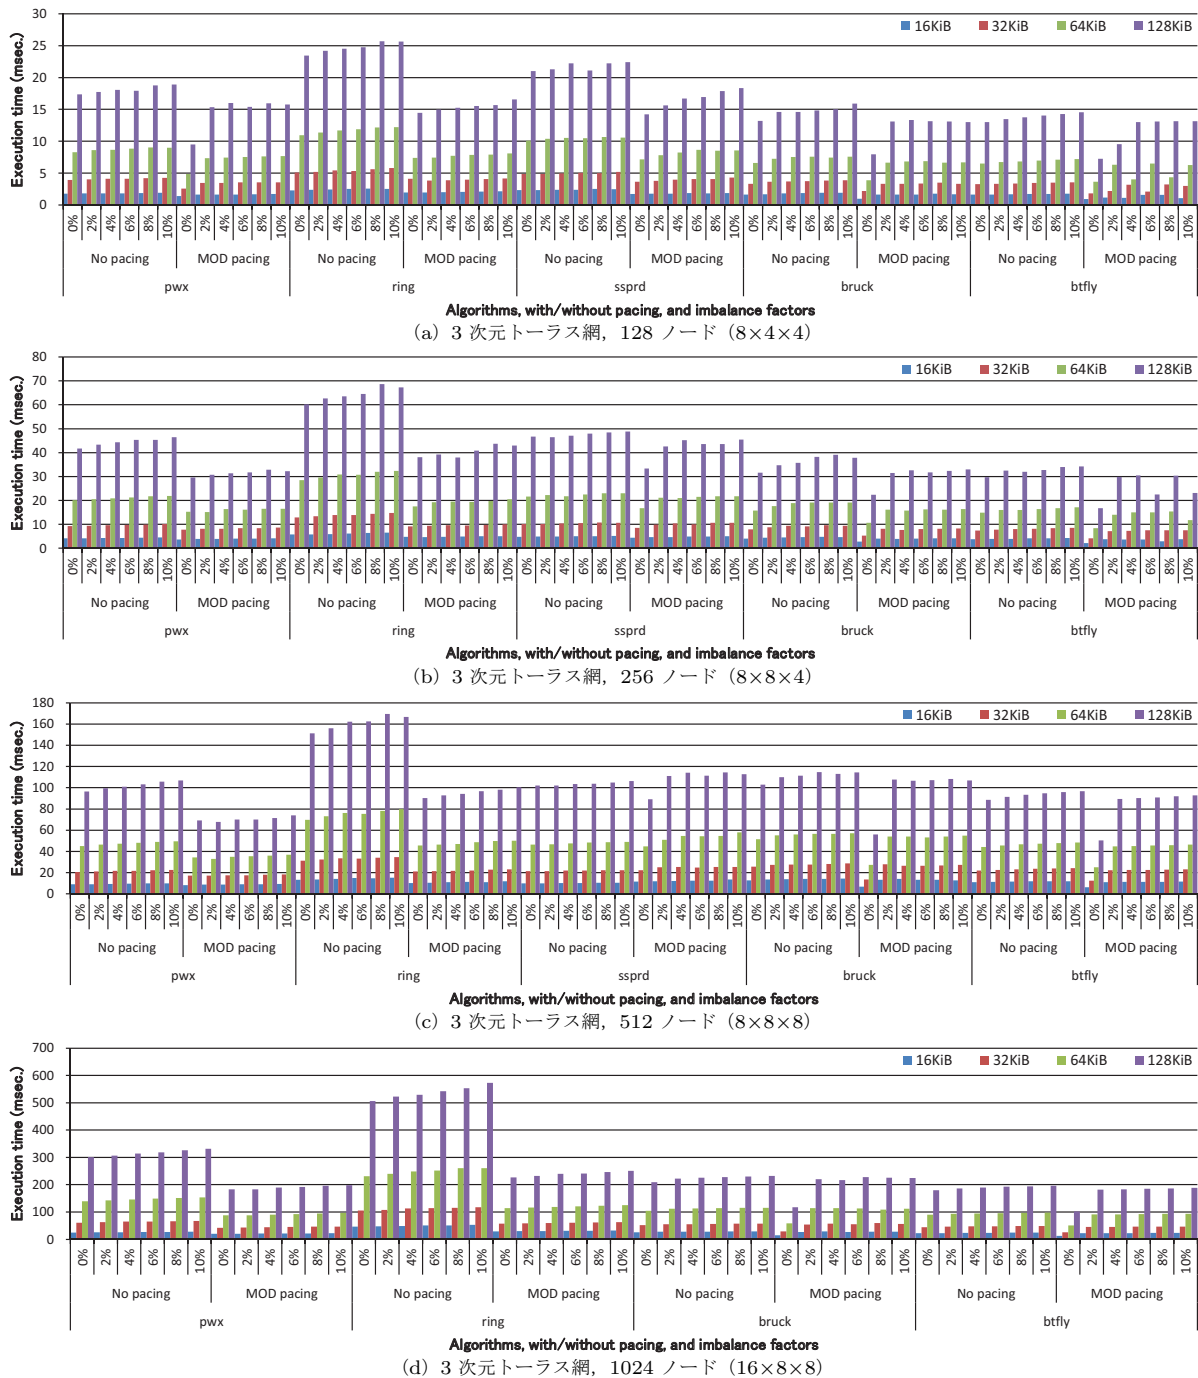 30
25
20
15
10
5
0
Execution time (msec.)
16KiB 32KiB 64KiB 128KiB
0% 2% 4% 6% 8% 10% 0% 2% 4% 6% 8% 10% 0% 2% 4% 6% 8% 10% 0% 2% 4% 6% 8% 10% 0% 2% 4% 6% 8% 10% 0% 2% 4% 6% 8% 10% 0% 2% 4% 6% 8% 10% 0% 2% 4% 6% 8% 10% 0% 2% 4% 6% 8% 10% 0% 2% 4% 6% 8% 10%
No pacing MOD pacing No pacing MOD pacing No pacing MOD pacing No pacing MOD pacing No pacing MOD pacing
pwx ring ssprd bruck btfly
Algorithms, with/without pacing, and imbalance factors
(a) 3 次元トーラス網，128 ノード（8×4×4）
80
70
60
50
40
30
20
10
0
Execution time (msec.)
16KiB 32KiB 64KiB 128KiB
0% 2% 4% 6% 8% 10% 0% 2% 4% 6% 8% 10% 0% 2% 4% 6% 8% 10% 0% 2% 4% 6% 8% 10% 0% 2% 4% 6% 8% 10% 0% 2% 4% 6% 8% 10% 0% 2% 4% 6% 8% 10% 0% 2% 4% 6% 8% 10% 0% 2% 4% 6% 8% 10% 0% 2% 4% 6% 8% 10%
No pacing MOD pacing No pacing MOD pacing No pacing MOD pacing No pacing MOD pacing No pacing MOD pacing
pwx ring ssprd bruck btfly
Algorithms, with/without pacing, and imbalance factors
(b) 3 次元トーラス網，256 ノード（8×8×4）
180
160
140
120
100
80
60
40
20
0
Execution time (msec.)
16KiB 32KiB 64KiB 128KiB
0% 2% 4% 6% 8% 10% 0% 2% 4% 6% 8% 10% 0% 2% 4% 6% 8% 10% 0% 2% 4% 6% 8% 10% 0% 2% 4% 6% 8% 10% 0% 2% 4% 6% 8% 10% 0% 2% 4% 6% 8% 10% 0% 2% 4% 6% 8% 10% 0% 2% 4% 6% 8% 10% 0% 2% 4% 6% 8% 10%
No pacing MOD pacing No pacing MOD pacing No pacing MOD pacing No pacing MOD pacing No pacing MOD pacing
pwx ring ssprd bruck btfly
Algorithms, with/without pacing, and imbalance factors
(c) 3 次元トーラス網，512 ノード（8×8×8）
700
600
500
400
300
200
100
0
Execution time (msec.)
16KiB 32KiB 64KiB 128KiB
0% 2% 4% 6% 8% 10% 0% 2% 4% 6% 8% 10% 0% 2% 4% 6% 8% 10% 0% 2% 4% 6% 8% 10% 0% 2% 4% 6% 8% 10% 0% 2% 4% 6% 8% 10% 0% 2% 4% 6% 8% 10% 0% 2% 4% 6% 8% 10%
No pacing MOD pacing No pacing MOD pacing No pacing MOD pacing No pacing MOD pacing
pwx ring bruck btfly
Algorithms, with/without pacing, and imbalance factors
(d) 3 次元トーラス網，1024 ノード（16×8×8）